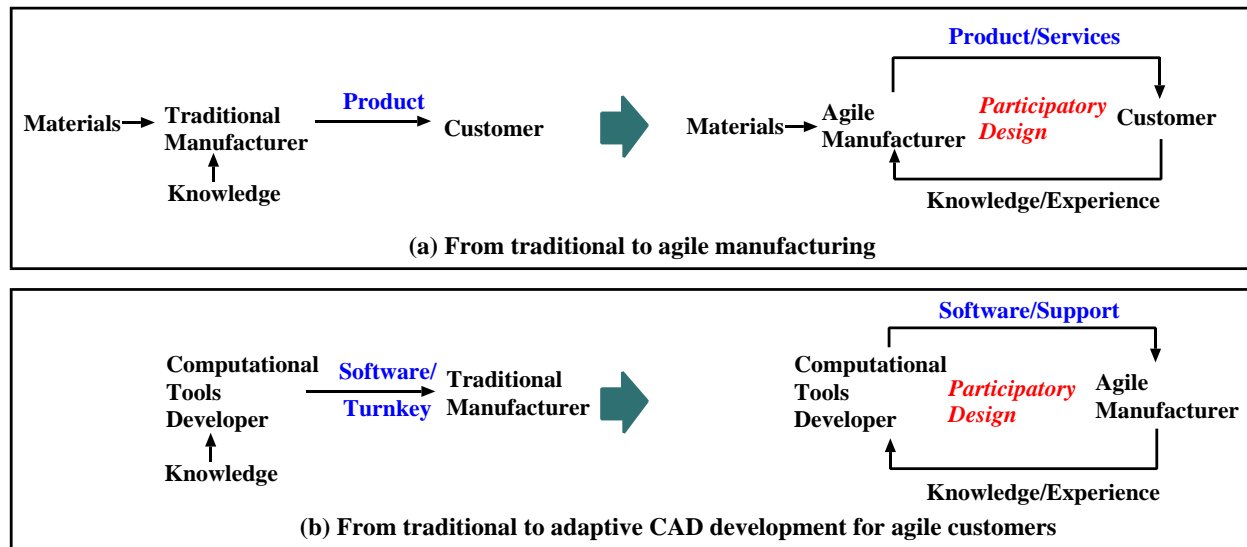 Product/Services
Product
Materials
Traditional
Manufacturer
Customer
Knowledge
Materials
Agile
Manufacturer
Participatory
Design
Customer
Knowledge/Experience
(a) From traditional to agile manufacturing
Software/Support
Computational
Tools
Developer
Software/
Turnkey
Traditional
Manufacturer
Knowledge
Computational
Tools
Developer
Participatory
Design
Agile
Manufacturer
Knowledge/Experience
(b) From traditional to adaptive CAD development for agile customers